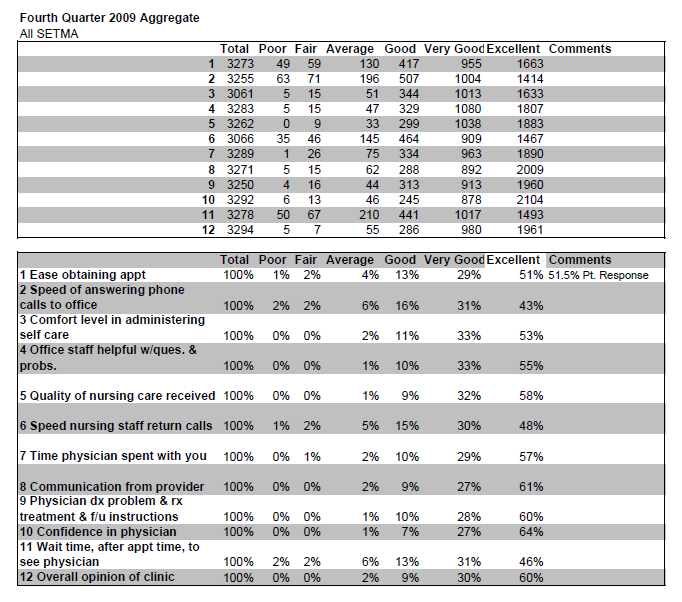 Fourth Quarter 2009 Aggregate
All SETMA
Total Poor Fair Average Good Very Good Excellent Comments
1 3273 49 59 130 417 955 1663
2 3255 63 71 196 507 1004 1414
3 3061 5 15 51 344 1013 1633
4 3283 5 15 47 329 1080 1807
5 3262 0 9 33 299 1038 1883
6 3066 35 46 145 464 909 1467
7 3289 1 26 75 334 963 1890
8 3271 5 15 62 288 892 2009
9 3250 4 16 44 313 913 1960
10 3292 6 13 46 245 878 2104
11 3278 50 67 210 441 1017 1493
12 3294 5 7 55 286 980 1961
Total Poor Fair Average Good Very Good Excellent Comments
1 Ease obtaining appt 100% 1% 2% 4% 13% 29% 51% 51.5% Pt. Response
2 Speed of answering phone
calls to office 100% 2% 2% 6% 16% 31% 43%
3 Comfort level in administering
self care 100% 0% 0% 2% 11% 33% 53%
4 Office staff helpful w/ques. &
probs. 100% 0% 0% 1% 10% 33% 55%
5 Quality of nursing care received 100% 0% 0% 1% 9% 32% 58%
6 Speed nursing staff return calls 100% 1% 2% 5% 15% 30% 48%
7 Time physician spent with you 100% 0% 1% 2% 10% 29% 57%
8 Communication from provider 100% 0% 0% 2% 9% 27% 61%
9 Physician dx problem & rx
treatment & f/u instructions 100% 0% 0% 1% 10% 28% 60%
10 Confidence in physician 100% 0% 0% 1% 7% 27% 64%
11 Wait time, after appt time, to
see physician 100% 2% 2% 6% 13% 31% 46%
12 Overall opinion of clinic 100% 0% 0% 2% 9% 30% 60%